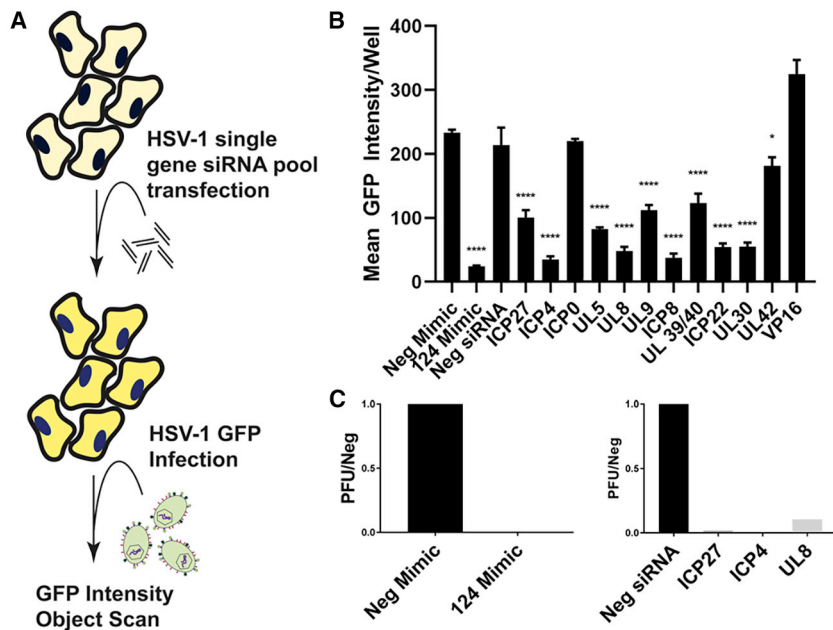 A
HSV-1 single
gene siRNA pool
transfection
HSV-1 GFP
Infection
GFP Intensity
Object Scan
B
Mean GFP Intensity/Well
400
300
200
100
0
****
****
****
****
****
****
****
****
****
****
*
Neg Mimic
124 Mimic
Neg siRNA
ICP27
ICP4
ICP0
UL5
UL8
UL9
ICP8
UL 39/40
ICP22
UL30
UL42
VP16
C
PFU/Neg
1.0
0.5
0.0
Neg Mimic
124 Mimic
PFU/Neg
1.0
0.5
0.0
Neg siRNA
ICP27
ICP4
UL8